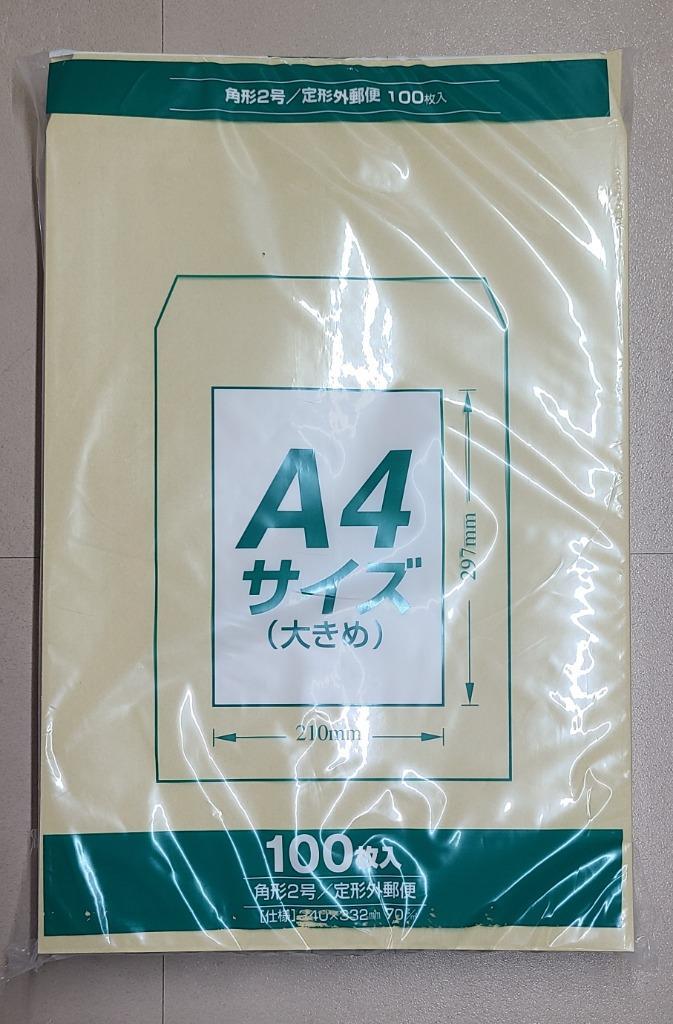 角形2号／定形外郵便 100枚入
A4
サイズ
（大きめ）
297mm
210mm
100枚入
角形2号／定形外郵便
[仕様]240×332㎜ 70